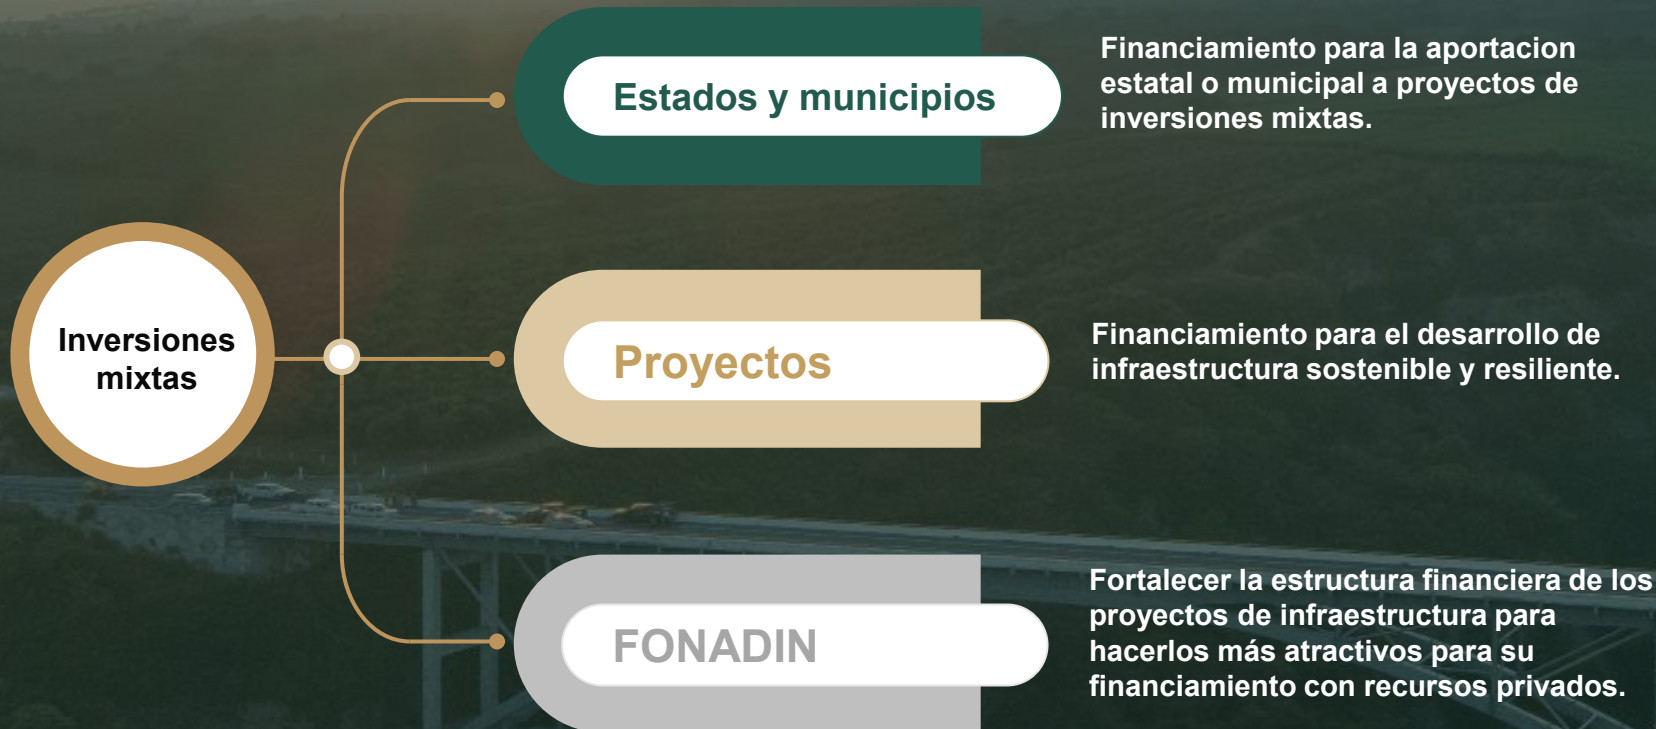 Inversiones
mixtas
Estados y municipios
Financiamiento para la aportacion
estatal o municipal a proyectos de
inversiones mixtas.
Proyectos
Financiamiento para el desarrollo de
infraestructura sostenible y resiliente.
FONADIN
Fortalecer la estructura financiera de los
proyectos de infraestructura para
hacerlos más atractivos para su
financiamiento con recursos privados.